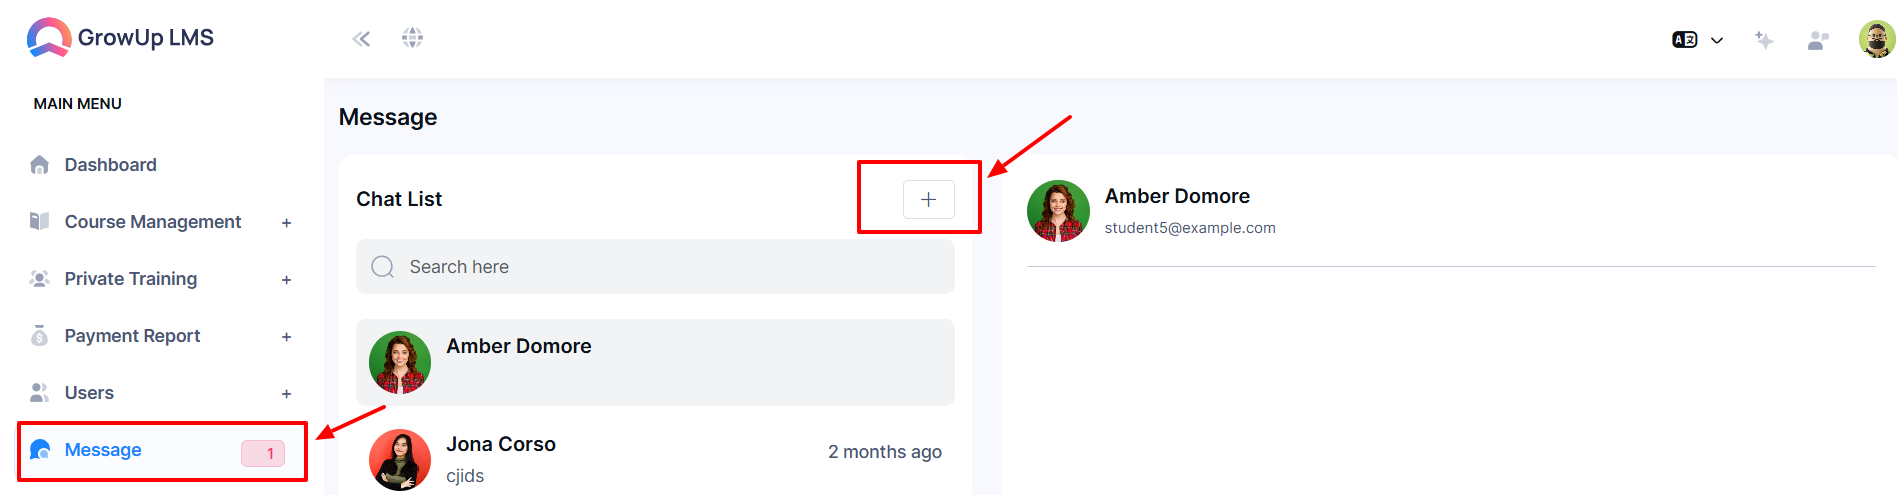 GrowUp LMS
MAIN MENU
Dashboard
Course Management +
Private Training +
Payment Report +
Users +
Message 1
Message
Chat List +
Search here
Amber Domore
Jona Corso 2 months ago
cjids
Amber Domore
student5@example.com